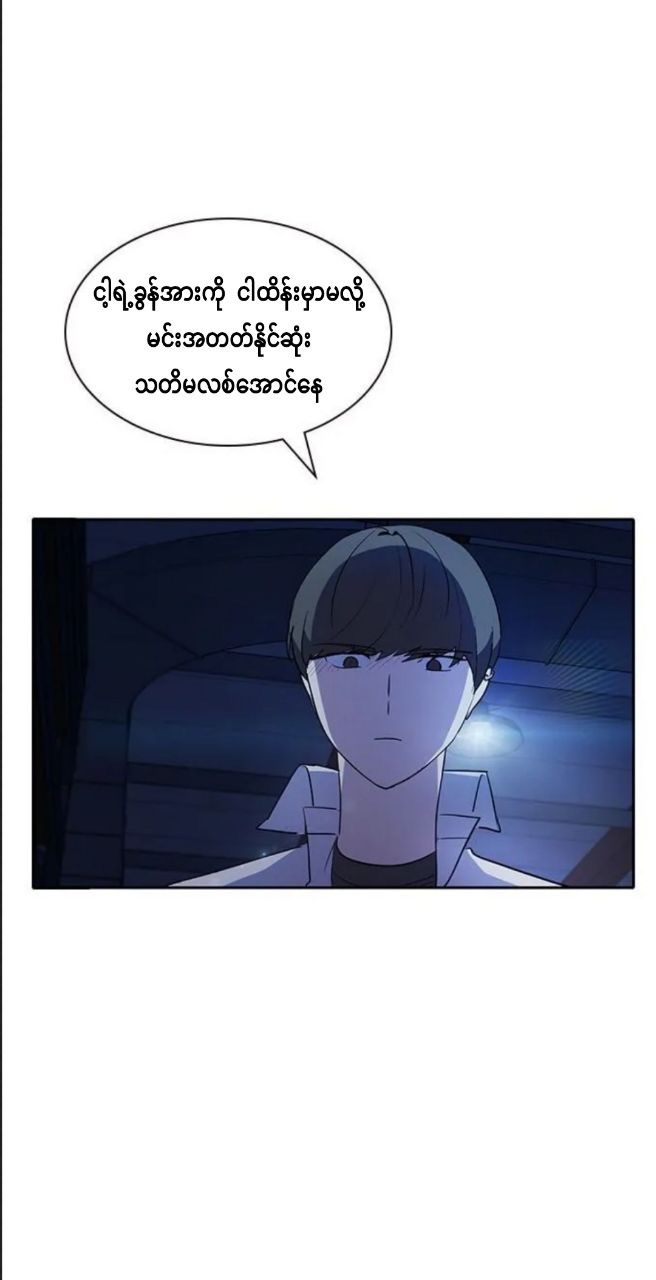 ငါ့ရဲ့ခွန်အားကို ငါထိန်းမှာမလို့
မင်းအတတ်နိုင်ဆုံး
သတိမလစ်အောင်နေ